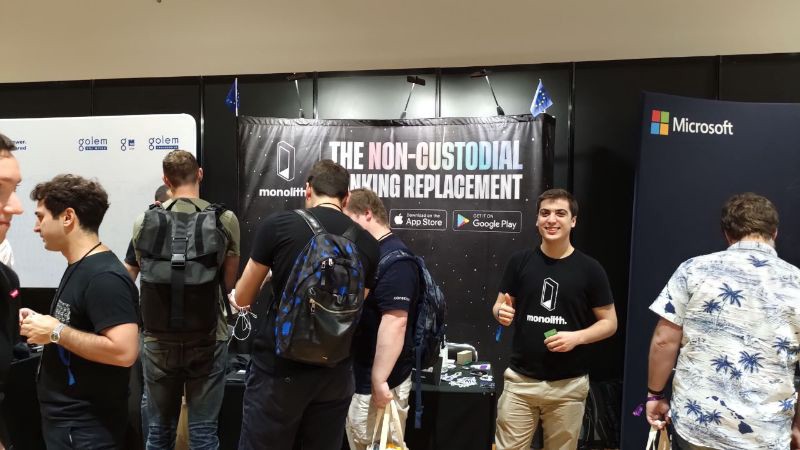 golem
golem
Microsoft
THE NON-CUSTODIAL
NKING REPLACEMENT
monolith.
Download on the
App Store
GET IT ON
Google Play
monolith.